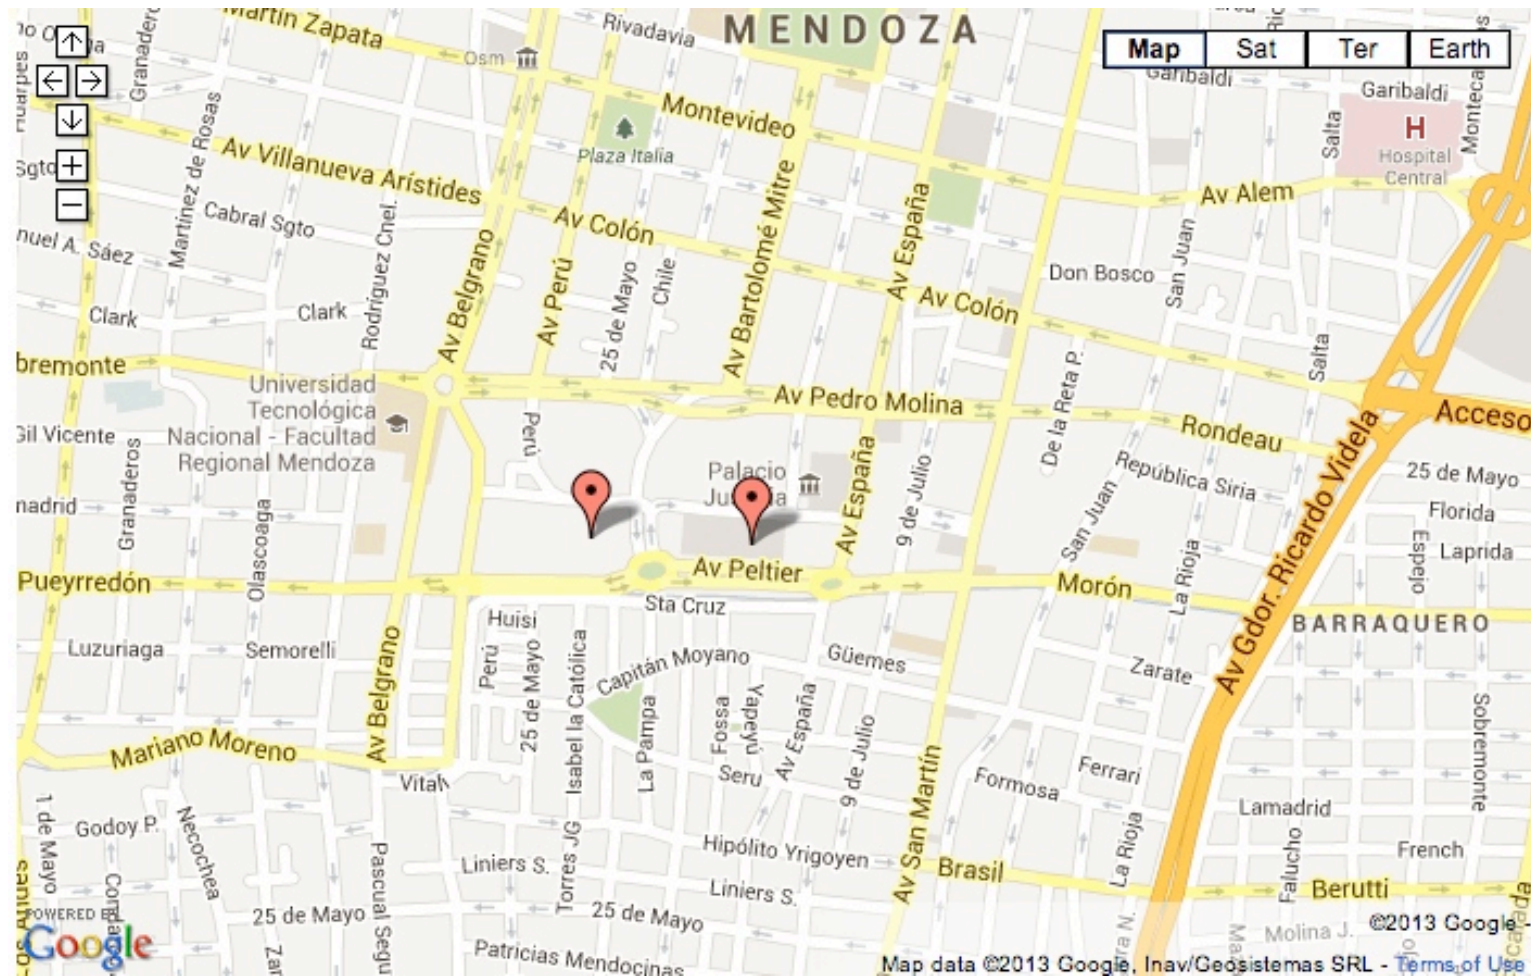 Martín Zapata
Granaderos
Rivadavia
MENDOZA
Map
Sat
Ter
Earth
Osm
Garibaldi
Garibaldi
Montevideo
Salta
H
Hospital
Central
Plaza Italia
Martinez de Rosas
Av Villanueva Arístides
Av Alem
Cabral Sgto
Rodríguez Cnel.
Av Colón
Av Bartolomé Mitre
Av España
San Juan
Don Bosco
Av Belgrano
Av Perú
25 de Mayo
Chile
Av Colón
Clark
Clark
Salta
Universidad
Tecnológica
Nacional - Facultad
Regional Mendoza
Av Pedro Molina
De la Reta P.
Rondeau
Acceso
Gil Vicente
Perú
Palacio
República Siria
25 de Mayo
Granaderos
Olascoaga
Av España
9 de Julio
San Juan
Florida
Laprida
Espejo
La Rioja
Av Gdor. Ricardo Videla
Pueyrredón
Av Peltier
Morón
Sta Cruz
BARRAQUERO
Huisi
Luzuriaga
Semorelli
Perú
25 de Mayo
Isabel la Católica
Capitán Moyano
Güemes
Zarate
Av Belgrano
La Pampa
Fossa
Yapeyú
Av España
9 de Julio
Sobremonte
Mariano Moreno
Seru
Av San Martín
Formosa
Ferrari
1 de Mayo
Godoy P.
Necochea
Lamadrid
Torres JG
Hipólito Yrigoyen
La Rioja
Falucho
French
Pascual Segu
Liniers S.
Liniers S.
Brasil
Berutti
25 de Mayo
25 de Mayo
Patricias Mendocinas
Molina J.
POWERED BY
Google
©2013 Google -
Map data ©2013 Google, Inav/Geosistemas SRL - Terms of Use